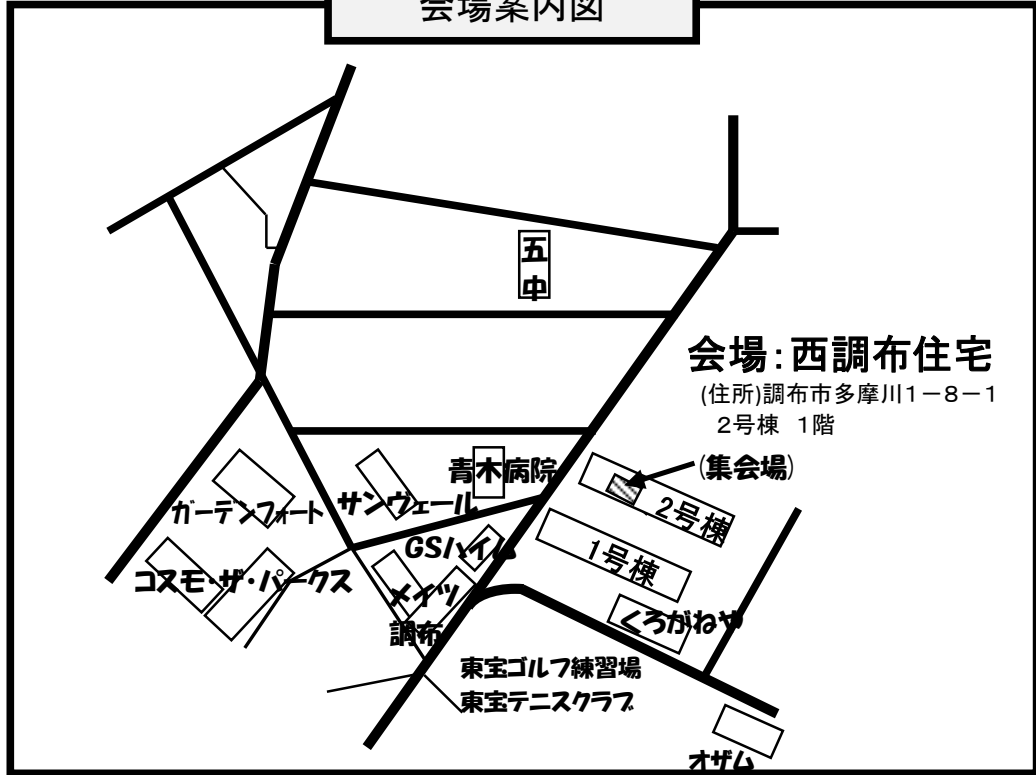 会場案内図
五
中
会場:西調布住宅
(住所)調布市多摩川1-8-1
2号棟 1階
(集会場)
青木病院
サンヴェール
ガーデンフォート
2号棟
GSハイム
1号棟
コスモ・ザ・パークス
メイツ
調布
くろがねや
東宝ゴルフ練習場
東宝テニスクラブ
オザム